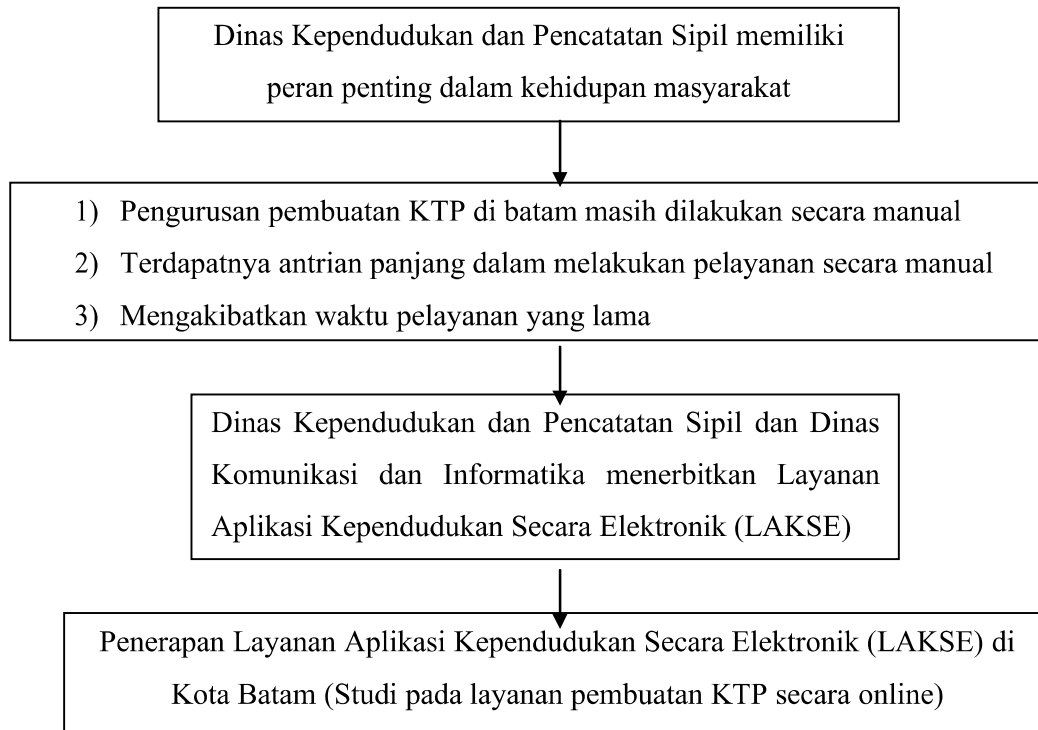 Dinas Kependudukan dan Pencatatan Sipil memiliki
peran penting dalam kehidupan masyarakat
1) Pengurusan pembuatan KTP di batam masih dilakukan secara manual
2) Terdapatnya antrian panjang dalam melakukan pelayanan secara manual
3) Mengakibatkan waktu pelayanan yang lama
Dinas Kependudukan dan Pencatatan Sipil dan Dinas
Komunikasi dan Informatika menerbitkan Layanan
Aplikasi Kependudukan Secara Elektronik (LAKSE)
Penerapan Layanan Aplikasi Kependudukan Secara Elektronik (LAKSE) di
Kota Batam (Studi pada layanan pembuatan KTP secara online)